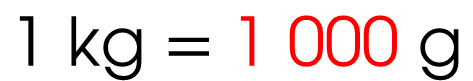 1 kg = 1 000 g